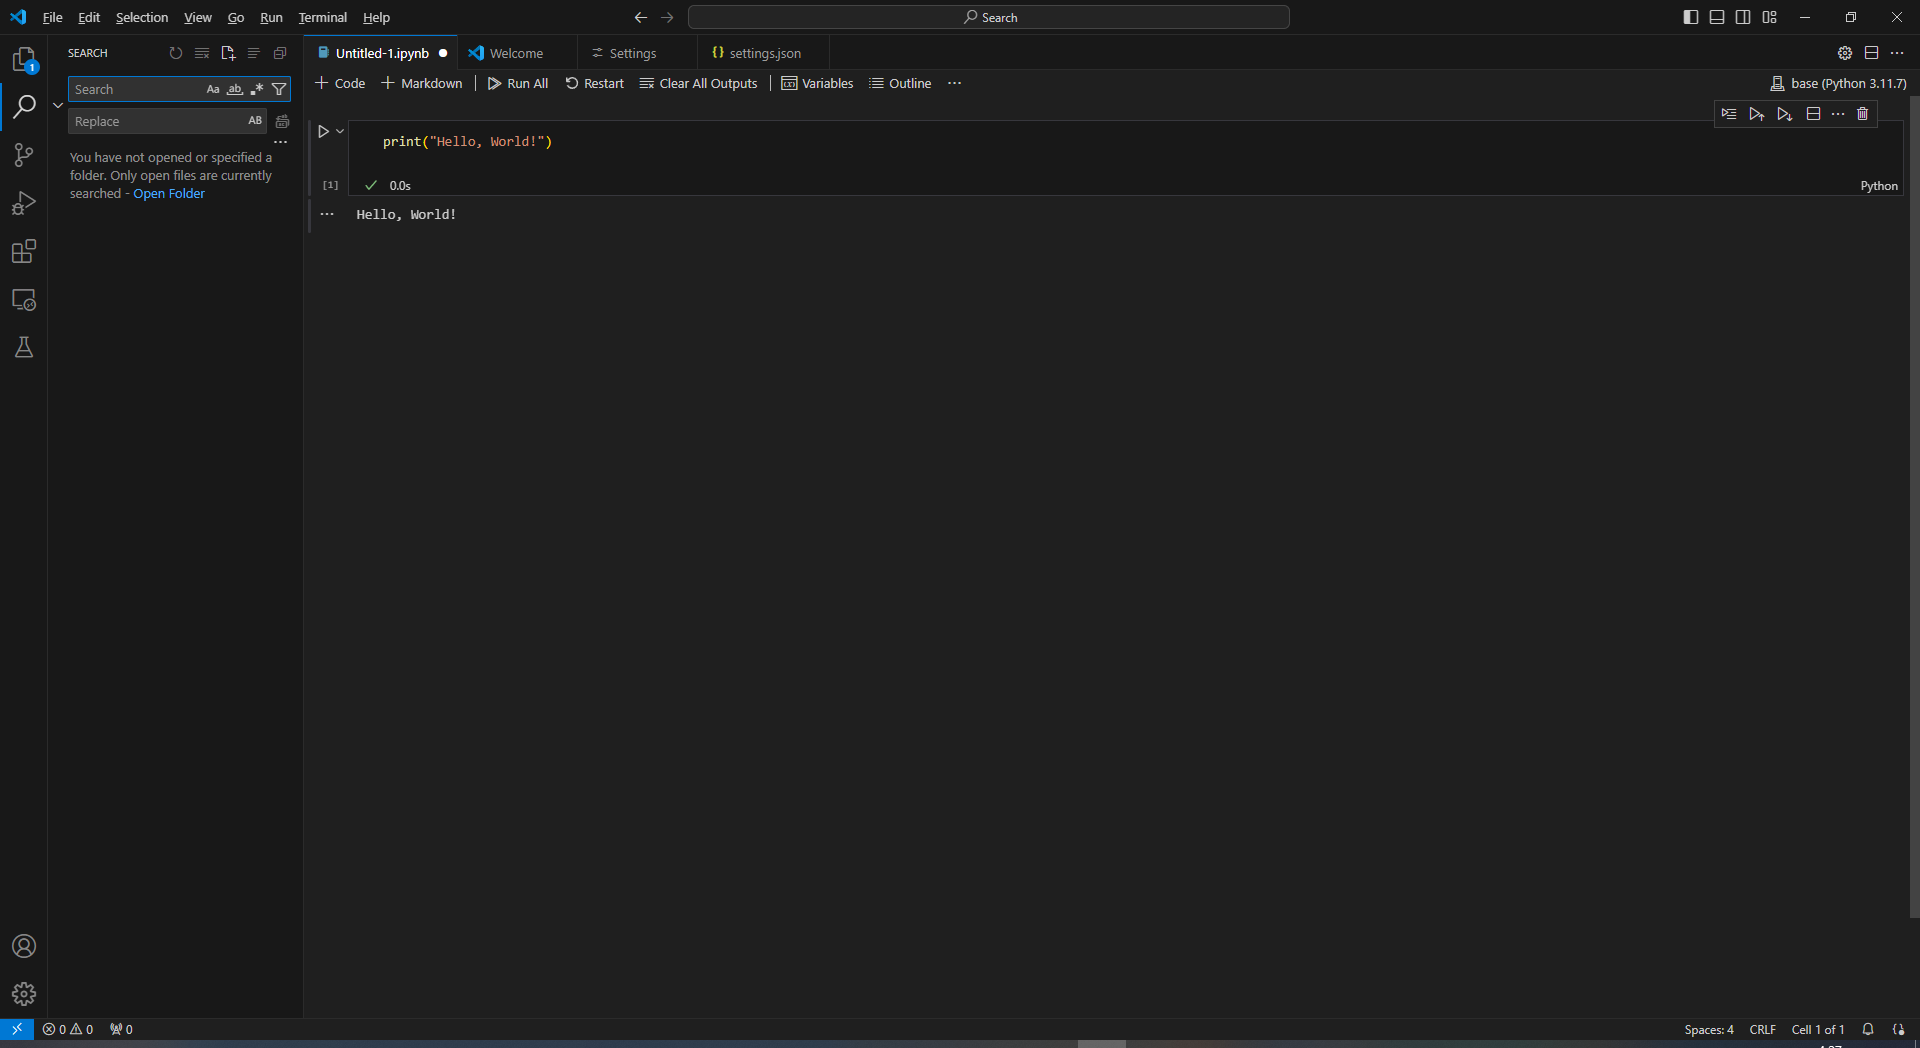 File Edit Selection View Go Run Terminal Help
Search
SEARCH
1
Search Aa ab .*
Replace AB
You have not opened or specified a
folder. Only open files are currently
searched - Open Folder
Untitled-1.ipynb Welcome Settings {} settings.json
+ Code + Markdown Run All Restart Clear All Outputs Variables Outline ...
base (Python 3.11.7)
print("Hello, World!")
[1] 0.0s
Python
Hello, World!
0 0 0
Spaces: 4 CRLF Cell 1 of 1